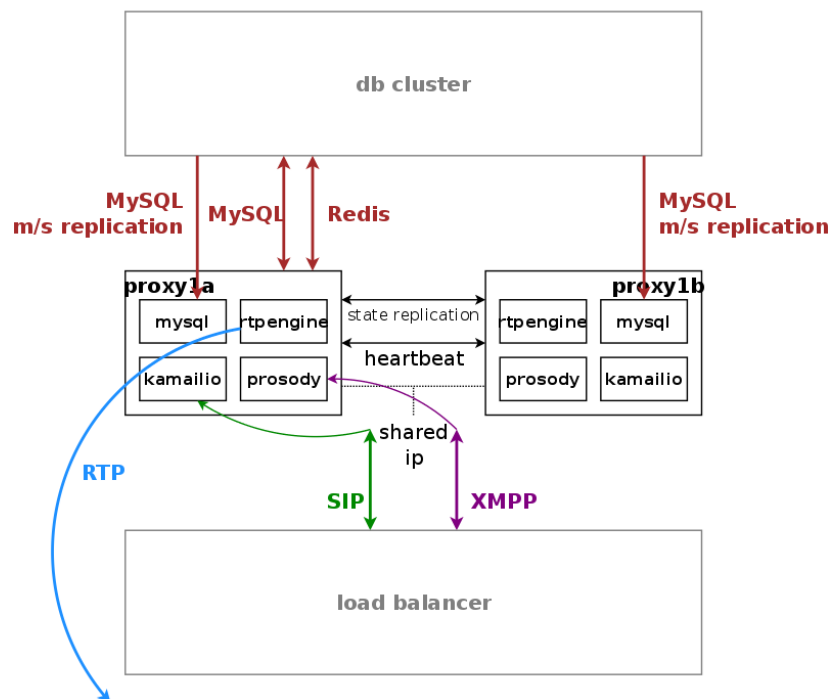 db cluster
MySQL
m/s replication
MySQL
Redis
MySQL
m/s replication
proxy1a
mysql
rtpengine
kamailio
prosody
state replication
heartbeat
shared
ip
proxy1b
rtpengine
mysql
prosody
kamailio
RTP
SIP
XMPP
load balancer